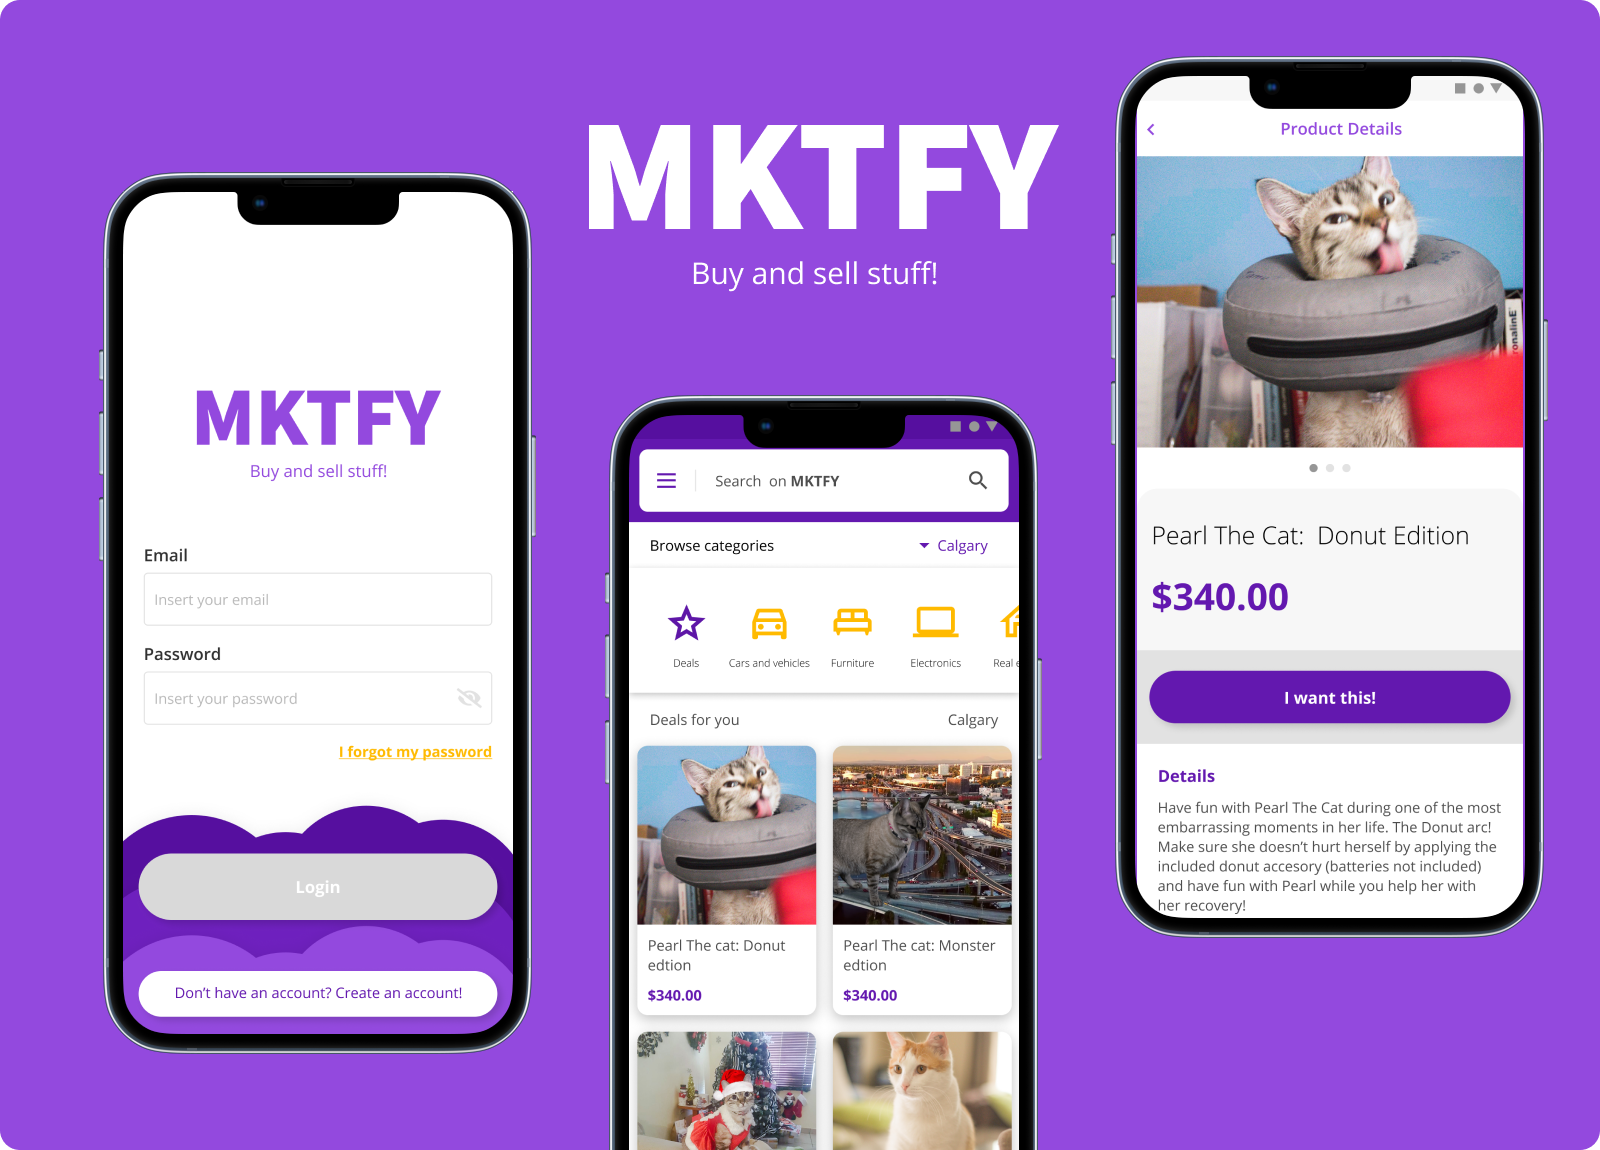 MKTFY
Buy and sell stuff!
MKTFY
Buy and sell stuff!
Email
Insert your email
Password
Insert your password
I forgot my password
Login
Don't have an account? Create an account!
Search on MKTFY
Browse categories
Calgary
Deals
Cars and vehicles
Furniture
Electronics
Real e
Deals for you
Calgary
Pearl The cat: Donut
edtion
$340.00
Pearl The cat: Monster
edtion
$340.00
Product Details
Pearl The Cat: Donut Edition
$340.00
I want this!
Details
Have fun with Pearl The Cat during one of the most
embarrassing moments in her life. The Donut arc!
Make sure she doesn't hurt herself by applying the
included donut accesory (batteries not included)
and have fun with Pearl while you help her with
her recovery!